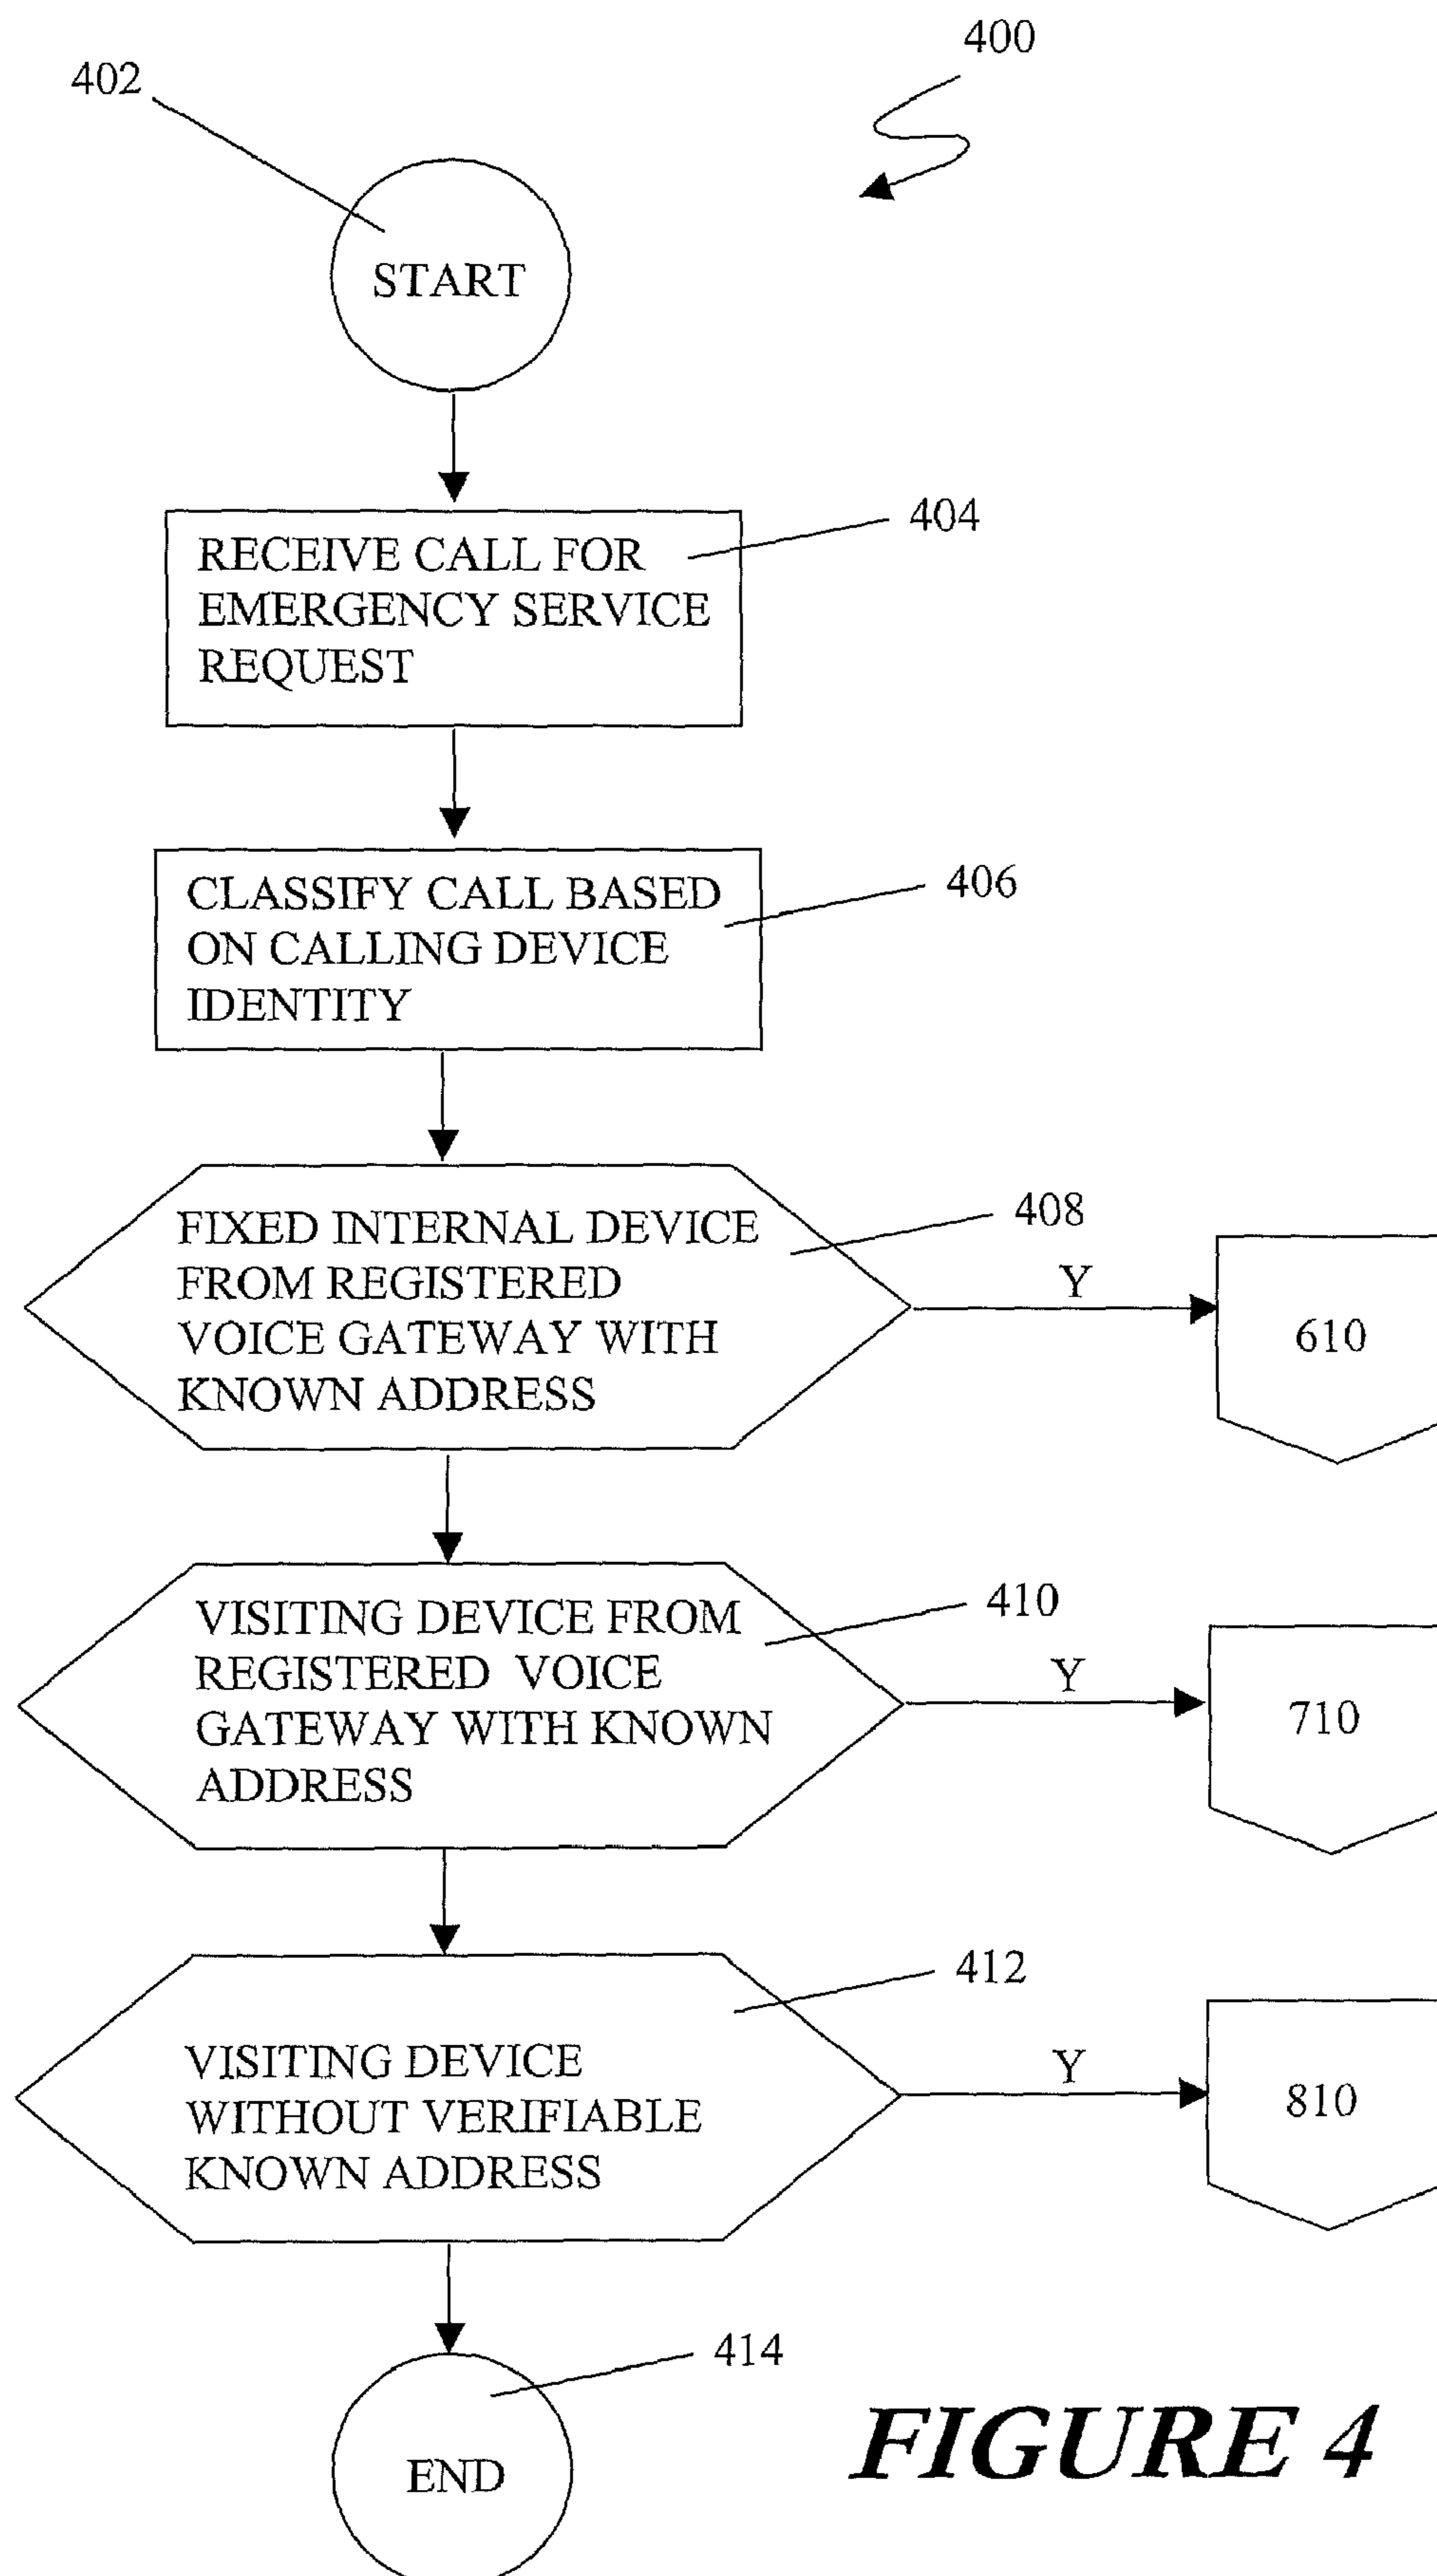 400
402
START
404
RECEIVE CALL FOR
EMERGENCY SERVICE
REQUEST
406
CLASSIFY CALL BASED
ON CALLING DEVICE
IDENTITY
408
FIXED INTERNAL DEVICE
FROM REGISTERED
VOICE GATEWAY WITH
KNOWN ADDRESS
Y
610
410
VISITING DEVICE FROM
REGISTERED VOICE
GATEWAY WITH KNOWN
ADDRESS
Y
710
412
VISITING DEVICE
WITHOUT VERIFIABLE
KNOWN ADDRESS
Y
810
414
END
FIGURE 4